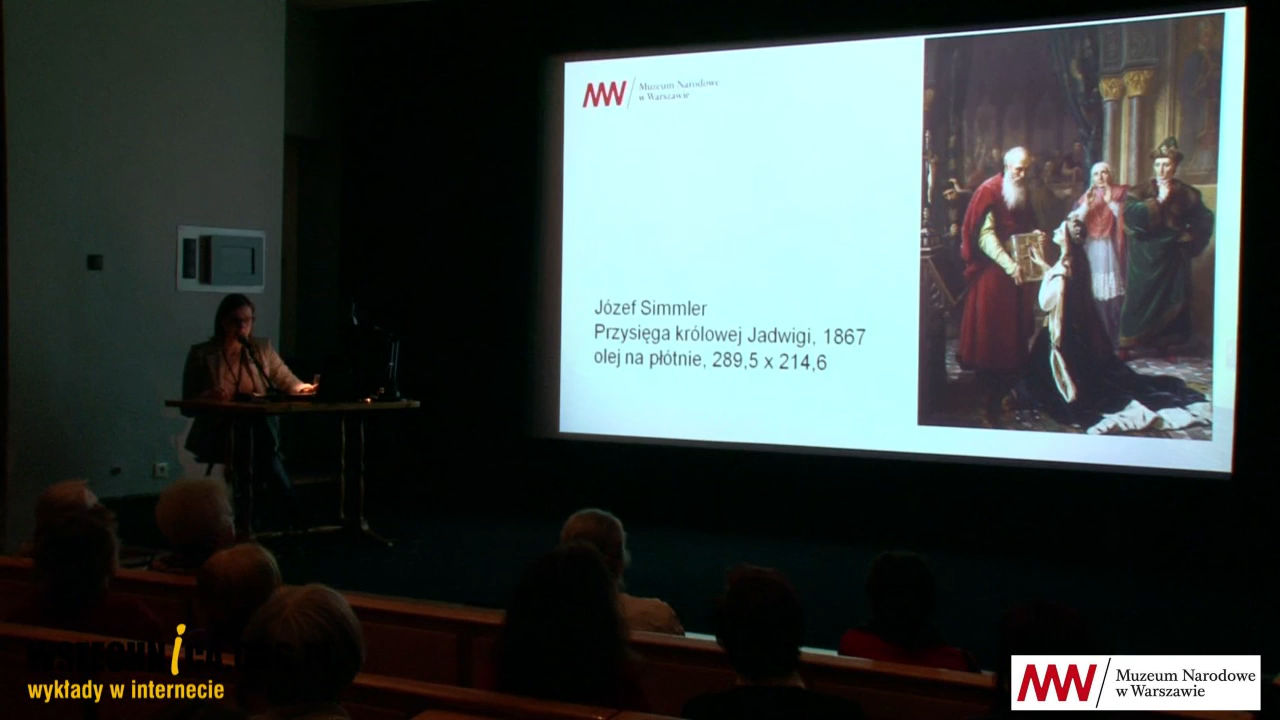 MW Muzeum Narodowe
w Warszawie
Józef Simmler
Przysięga królowej Jadwigi, 1867
olej na płótnie, 289,5 x 214,6
wykłady w internecie
MW Muzeum Narodowe
w Warszawie